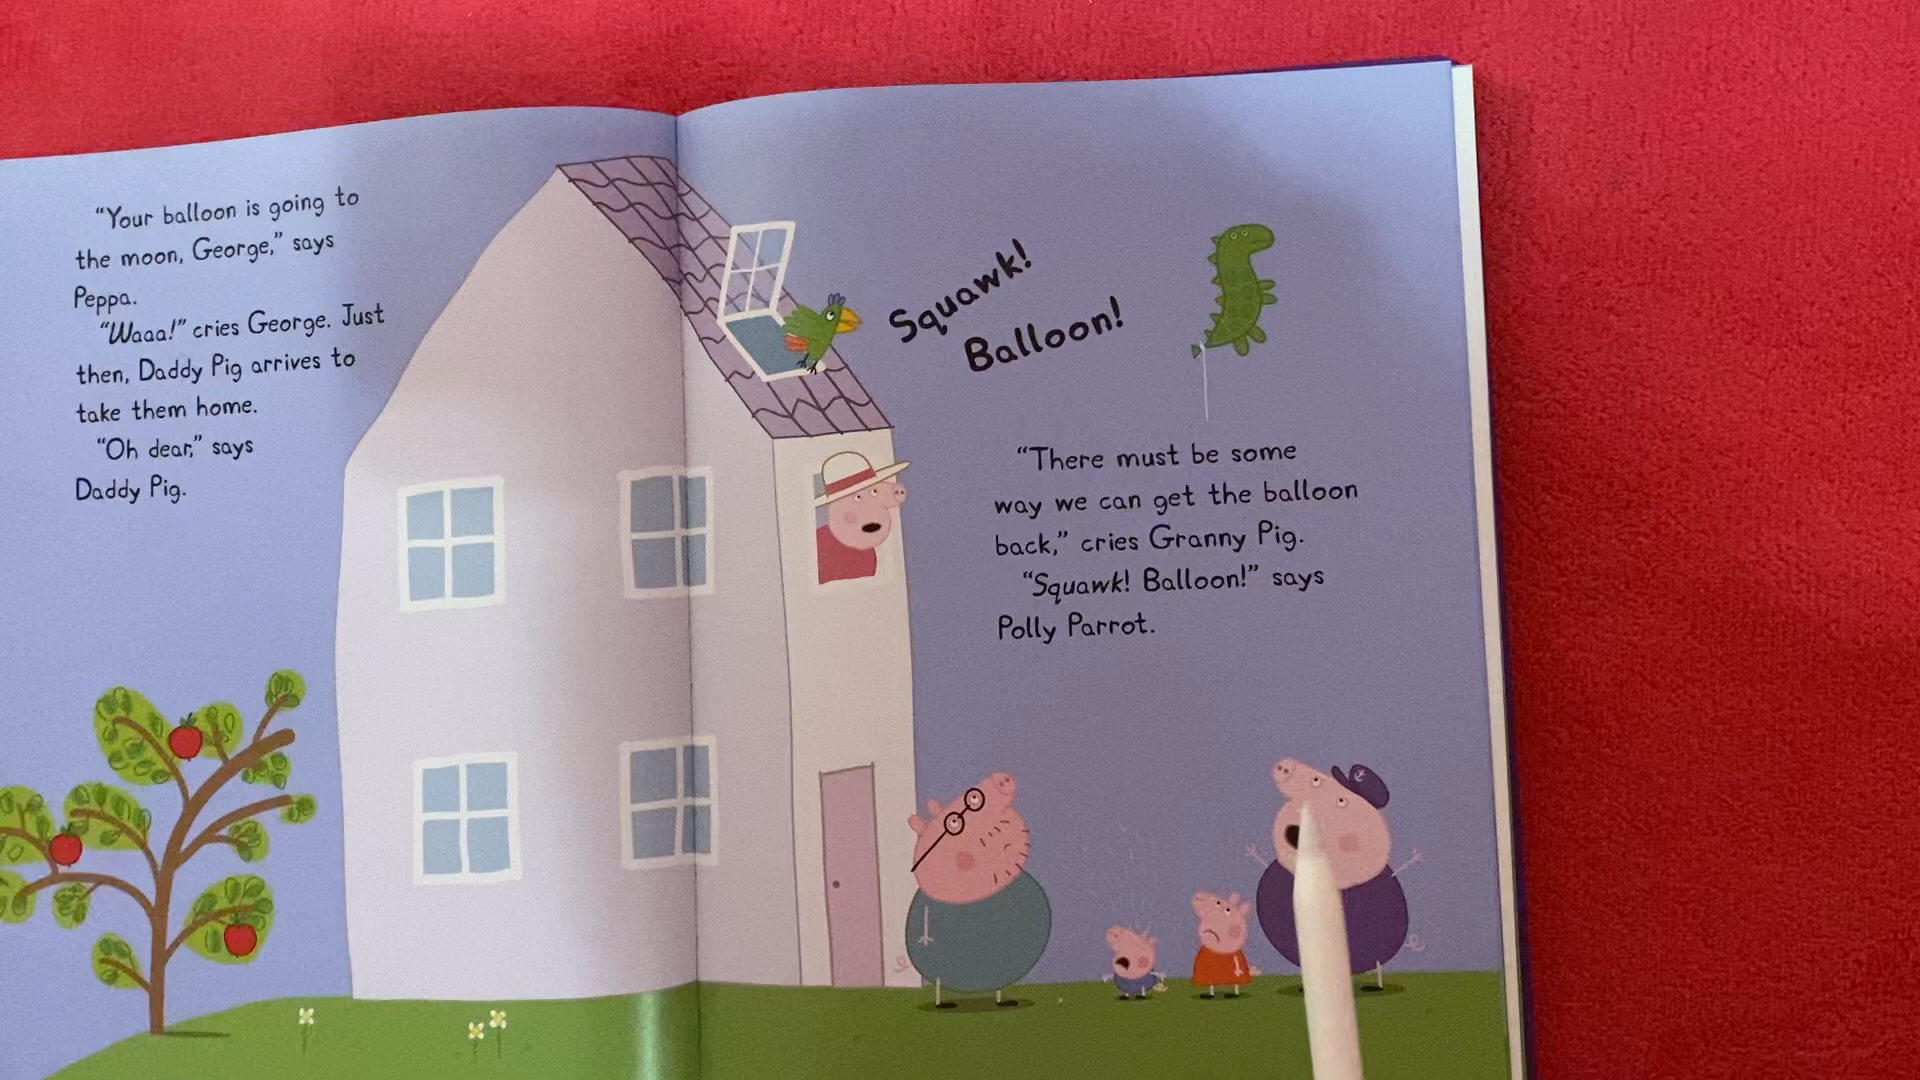 “Your balloon is going to
the moon, George,” says
Peppa.
“Waaa!” cries George. Just
then, Daddy Pig arrives to
take them home.
“Oh dear,” says
Daddy Pig.
Squawk!
Balloon!
“There must be some
way we can get the balloon
back,” cries Granny Pig.
“Squawk! Balloon!” says
Polly Parrot.